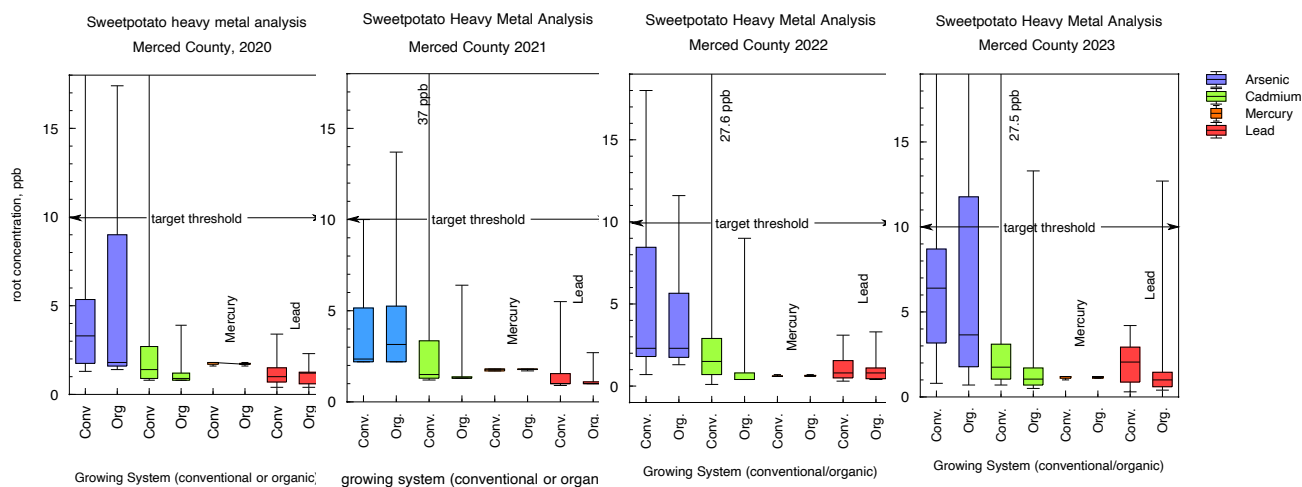 Sweetpotato heavy metal analysis
Merced County, 2020
root concentration, ppb
15
10
5
0
target threshold
Mercury
Lead
Conv
Org
Conv
Org
Conv
Org
Conv
Org
Growing System (conventional or organic)
Sweetpotato Heavy Metal Analysis
Merced County 2021
15
10
5
0
37 ppb
target threshold
Mercury
Lead
Conv.
Org.
Conv.
Org.
Conv.
Org.
Conv.
Org.
growing system (conventional or organ
Sweetpotato Heavy Metal Analysis
Merced County 2022
15
10
5
0
27.6 ppb
target threshold
Mercury
Lead
Conv.
Org.
Conv.
Org.
Conv.
Org.
Conv.
Org.
Growing System (conventional/organic)
Sweetpotato Heavy Metal Analysis
Merced County 2023
15
10
5
0
27.5 ppb
target threshold
Mercury
Lead
Conv.
Org.
Conv.
Org.
Conv.
Org.
Conv.
Org.
Growing System (conventional/organic)
Arsenic
Cadmium
Mercury
Lead